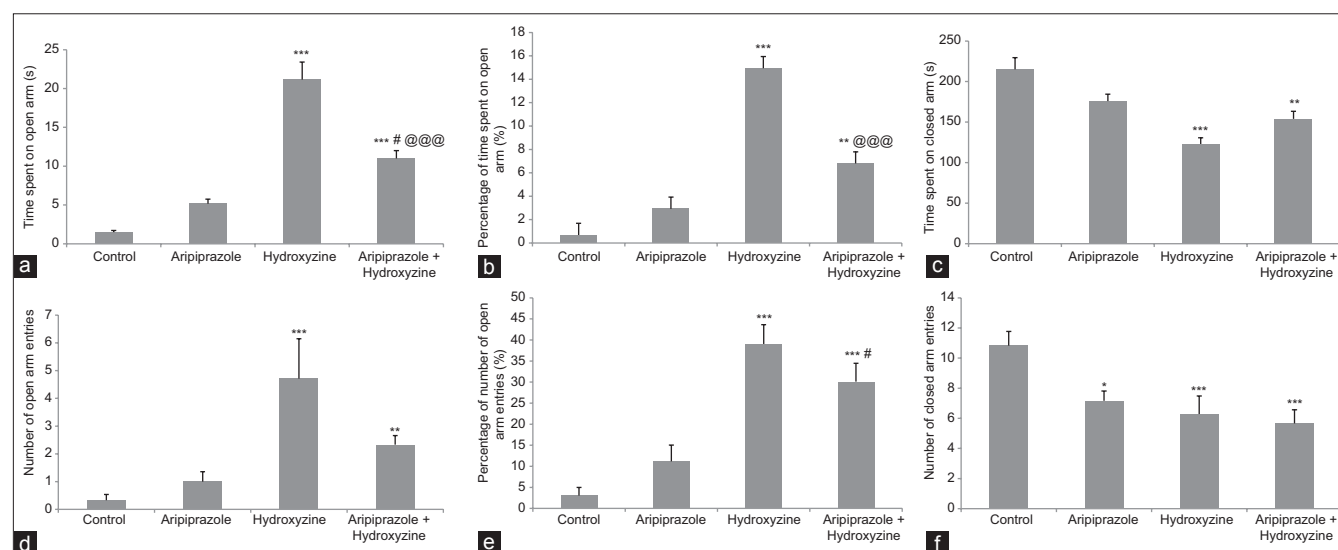 Time spent on open arm (s)
25
20
15
10
5
0
***
*** # @@@
Control
Aripiprazole
Hydroxyzine
Aripiprazole +
Hydroxyzine
a
Percentage of time spent on open
arm (%)
18
16
14
12
10
8
6
4
2
0
***
** @@@
Control
Aripiprazole
Hydroxyzine
Aripiprazole +
Hydroxyzine
b
Time spent on closed arm (s)
250
200
150
100
50
0
***
**
Control
Aripiprazole
Hydroxyzine
Aripiprazole +
Hydroxyzine
c
Number of open arm entries
7
6
5
4
3
2
1
0
***
**
Control
Aripiprazole
Hydroxyzine
Aripiprazole +
Hydroxyzine
d
Percentage of number of open
arm entries (%)
50
45
40
35
30
25
20
15
10
5
0
***
*** #
Control
Aripiprazole
Hydroxyzine
Aripiprazole +
Hydroxyzine
e
Number of closed arm entries
14
12
10
8
6
4
2
0
*
***
***
Control
Aripiprazole
Hydroxyzine
Aripiprazole +
Hydroxyzine
f